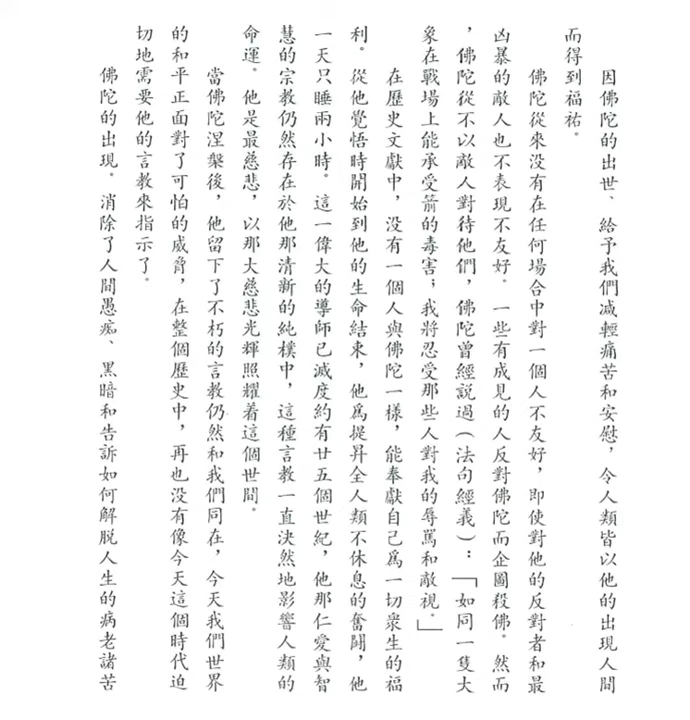 因佛陀的出世、給予我們減輕痛苦和安慰，令人類皆以他的出現人間
而得到福祐。
佛陀從來没有在任何場合中對一個人不友好，即使對他的反對者和最
凶暴的敵人也不表現不友好。一些有成見的人反對佛陀而企圖殺佛。然而
，佛陀從不以敵人對待他們，佛陀曾經説過（法句經義）：「如同一隻大
象在戰場上能承受箭的毒害；我將忍受那些人對我的辱罵和敵視。」
在歷史文獻中，没有一個人與佛陀一樣，能奉獻自己爲一切衆生的福
利。從他覺悟時開始到他的生命結束，他爲提昇全人類不休息的奮鬪，他
一天只睡兩小時。這一偉大的導師已滅度約有廿五個世紀，他那仁愛與智
慧的宗教仍然存在於他那清新的純樸中，這種言教一直決然地影響人類的
命運。他是最慈悲，以那大慈悲光輝照耀着這個世間。
當佛陀涅槃後，他留下了不朽的言教仍然和我們同在，今天我們世界
的和平正面對了可怕的威脅，在整個歷史中，再也没有像今天這個時代迫
切地需要他的言教來指示了。
佛陀的出現。消除了人間愚痴、黑暗和告訴如何解脱人生的病老諸苦